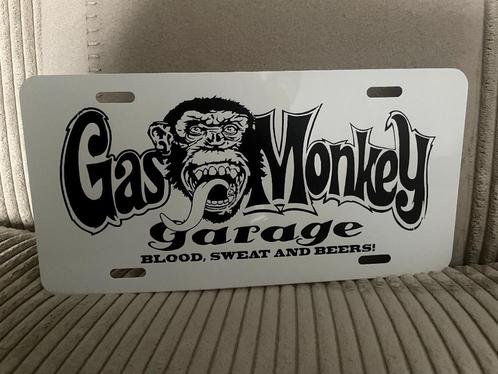 Gas Monkey
garage
BLOOD, SWEAT AND BEERS!